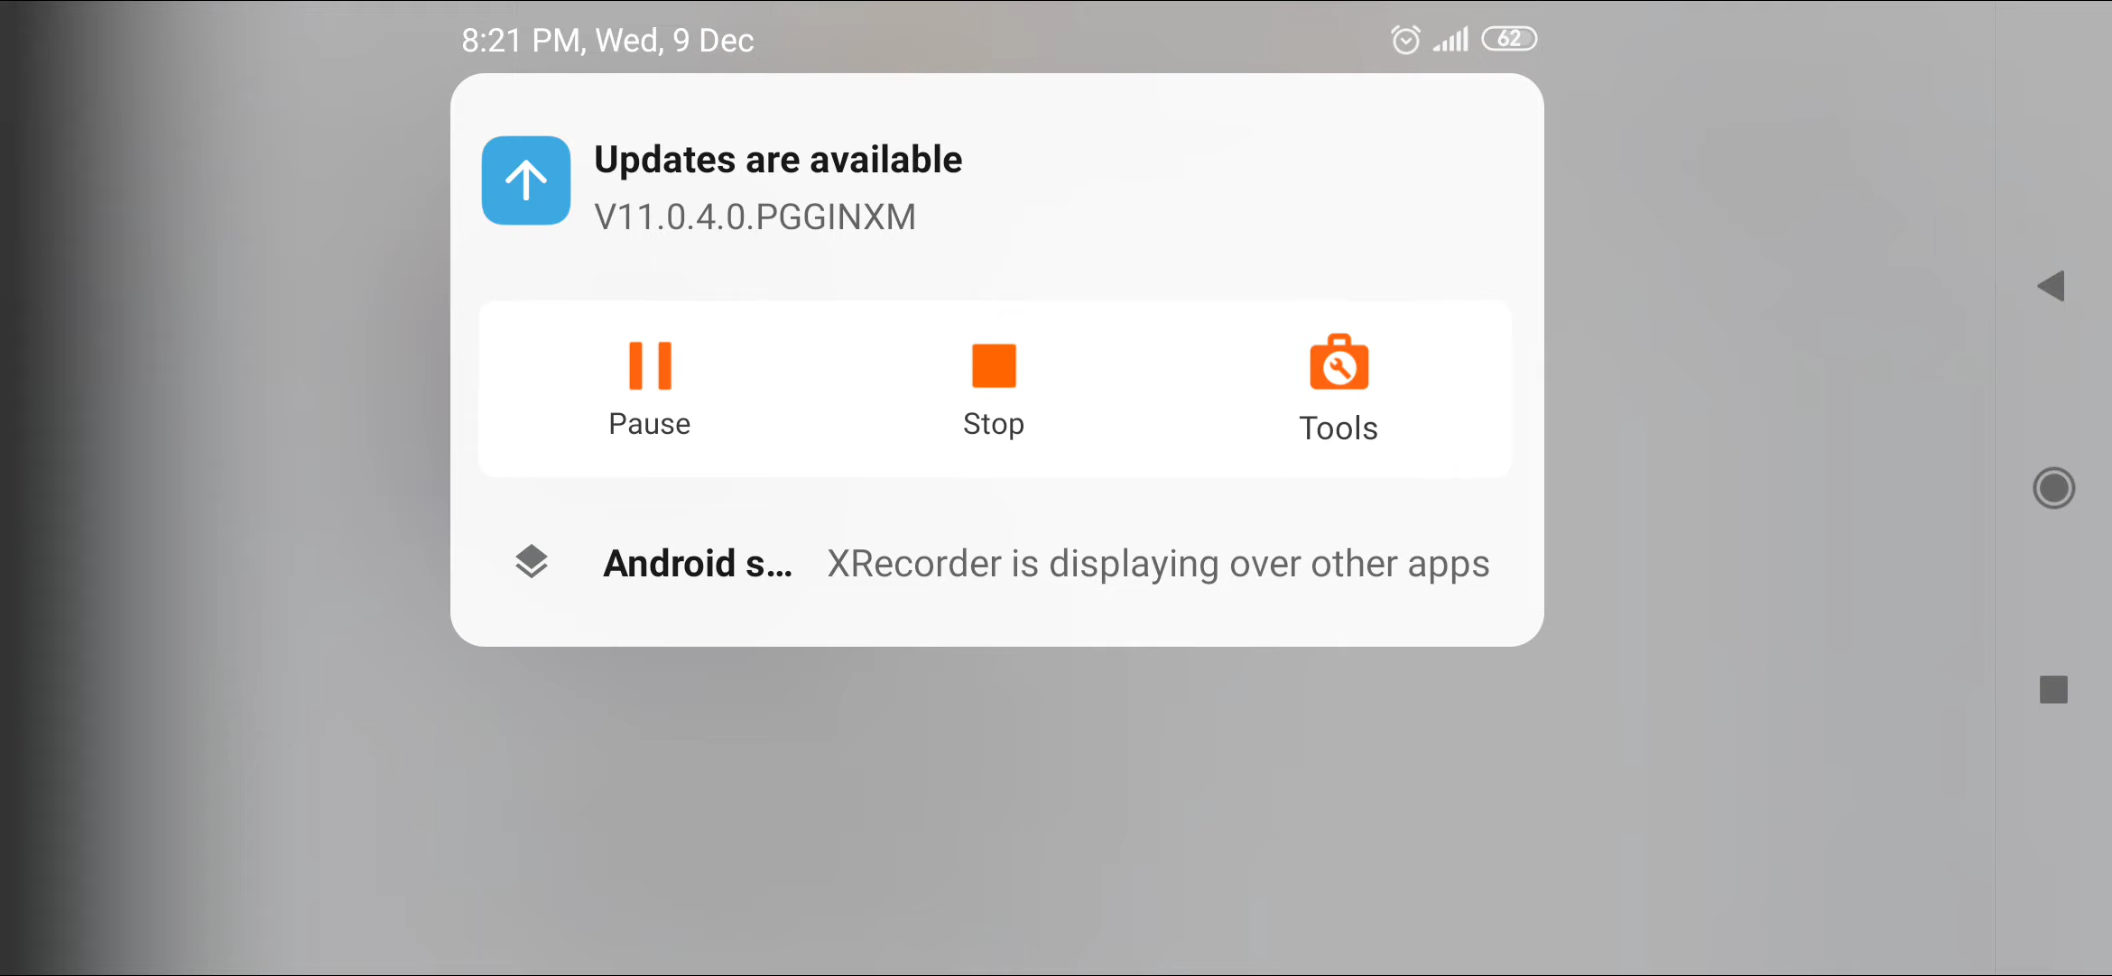 8:21 PM, Wed, 9 Dec
62
Updates are available
V11.0.4.0.PGGINXM
Pause
Stop
Tools
Android s... XRecorder is displaying over other apps